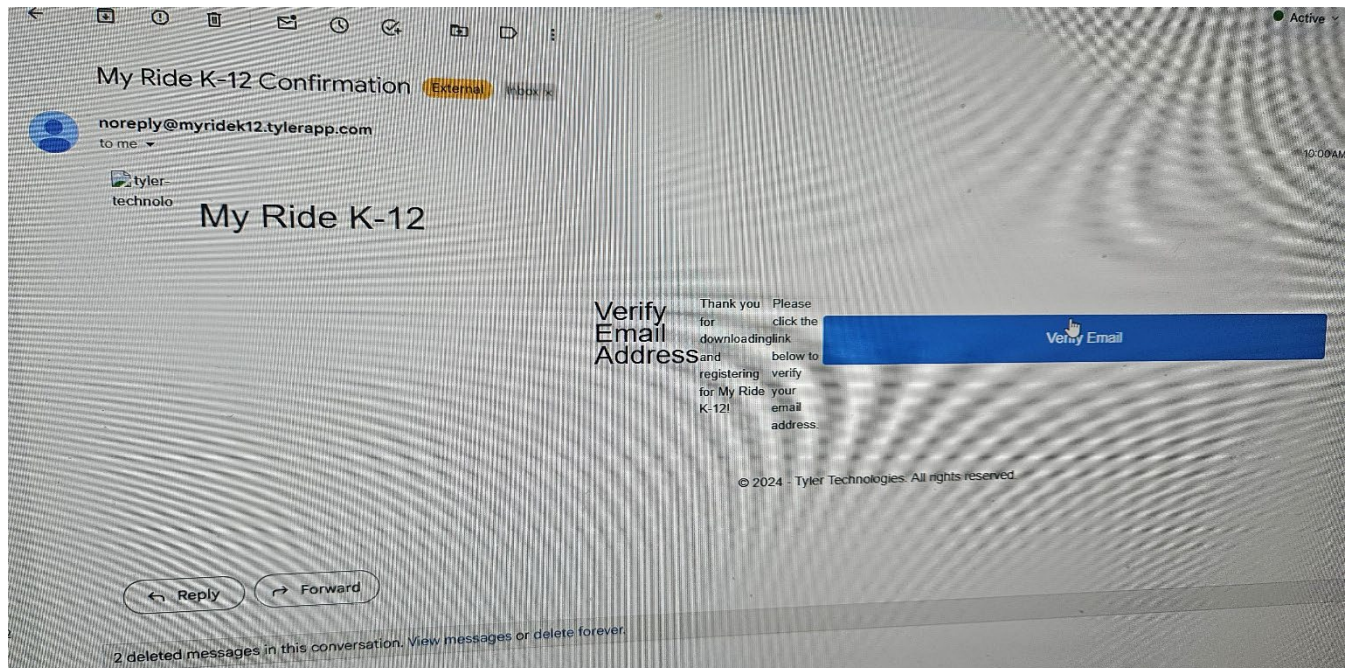 Active
My Ride K-12 Confirmation External Inbox x
noreply@myridek12.tylerapp.com
to me
10:00 AM
tyler-
technolo
My Ride K-12
Verify
Email
Address
Thank you
for
downloading
and
registering
for My Ride
K-12!
Please
click the
link
below to
verify
your
email
address.
Verify Email
© 2024 - Tyler Technologies. All rights reserved.
Reply
Forward
2 deleted messages in this conversation. View messages or delete forever.